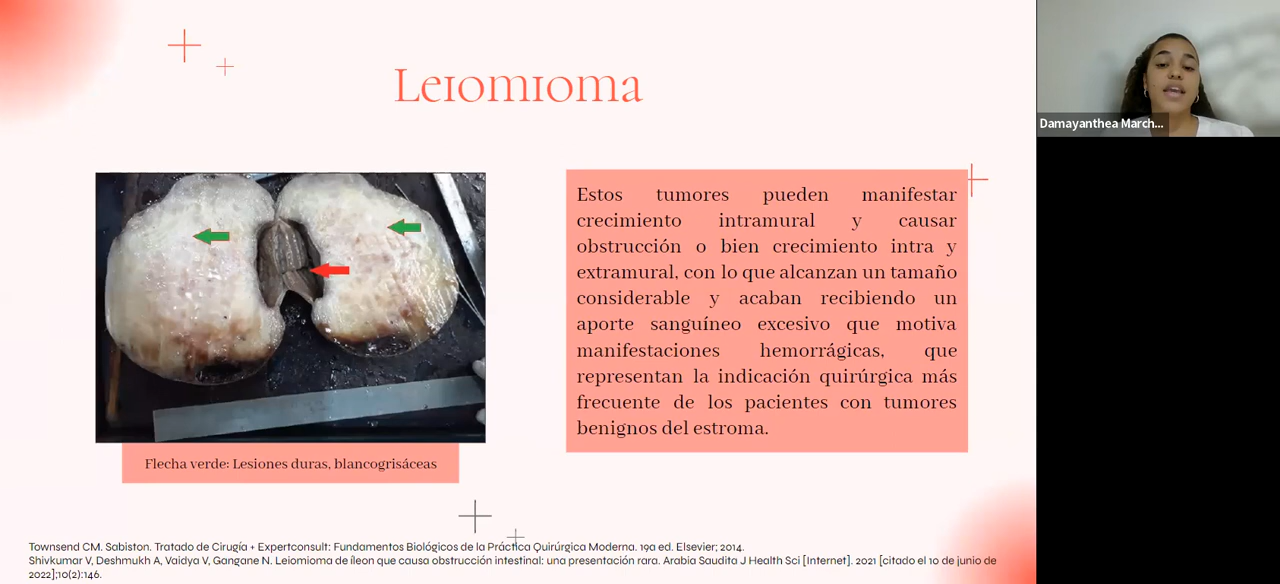 Leiomioma
Estos tumores pueden manifestar
crecimiento intramural y causar
obstrucción o bien crecimiento intra y
extramural, con lo que alcanzan un tamaño
considerable y acaban recibiendo un
aporte sanguíneo excesivo que motiva
manifestaciones hemorrágicas, que
representan la indicación quirúrgica más
frecuente de los pacientes con tumores
benignos del estroma.
Flecha verde: Lesiones duras, blancogrisáceas
Townsend CM. Sabiston. Tratado de Cirugía + Expertconsult: Fundamentos Biológicos de la Práctica Quirúrgica Moderna. 19a ed. Elsevier; 2014.
Shivkumar V, Deshmukh A, Vaidya V, Gangane N. Leiomioma de íleon que causa obstrucción intestinal: una presentación rara. Arabia Saudita J Health Sci [Internet]. 2021 [citado el 10 de junio de
2022];10(2):146.
Damayanthea March...